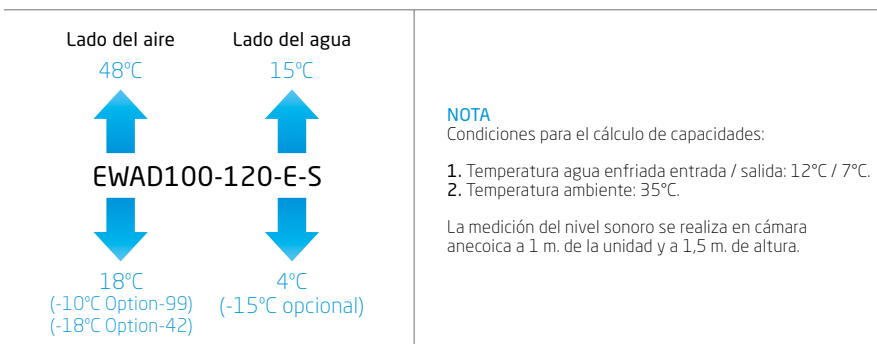 Lado del aire Lado del agua
48ºC 15ºC
EWAD100-120-E-S
18ºC 4ºC
(-10ºC Option-99) (-15ºC opcional)
(-18ºC Option-42)
NOTA
Condiciones para el cálculo de capacidades:
1. Temperatura agua enfriada entrada / salida: 12ºC / 7ºC.
2. Temperatura ambiente: 35ºC.
La medición del nivel sonoro se realiza en cámara
anecoica a 1 m. de la unidad y a 1,5 m. de altura.